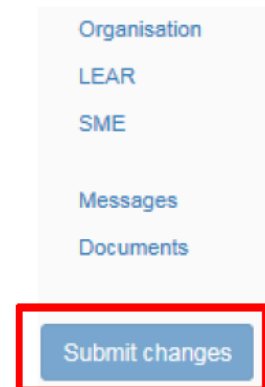 Organisation
LEAR
SME
Messages
Documents
Submit changes